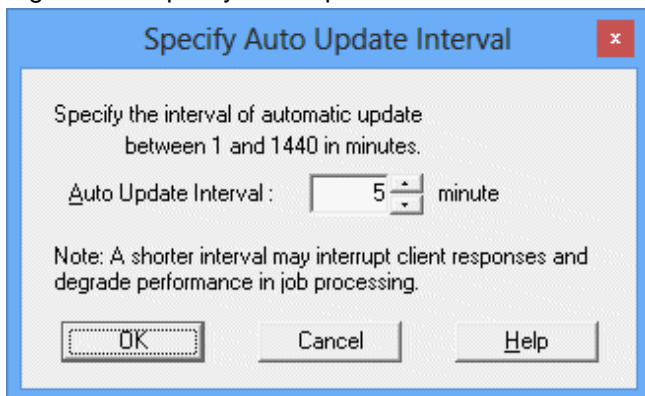 Specify Auto Update Interval
x
Specify the interval of automatic update
between 1 and 1440 in minutes.
Auto Update Interval : 5 minute
Note: A shorter interval may interrupt client responses and
degrade performance in job processing.
OK Cancel Help